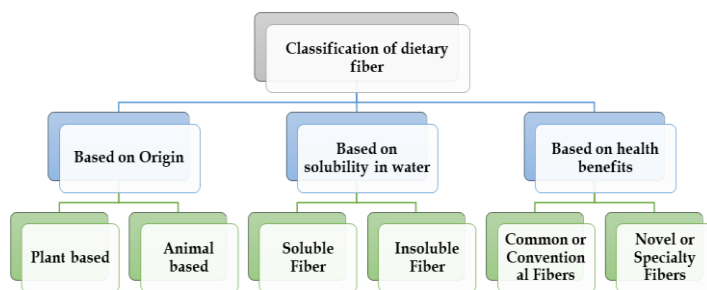 Classification of dietary
fiber
Based on Origin
Based on
solubility in water
Based on health
benefits
Plant based
Animal
based
Soluble
Fiber
Insoluble
Fiber
Common or
Convention
al Fibers
Novel or
Specialty
Fibers